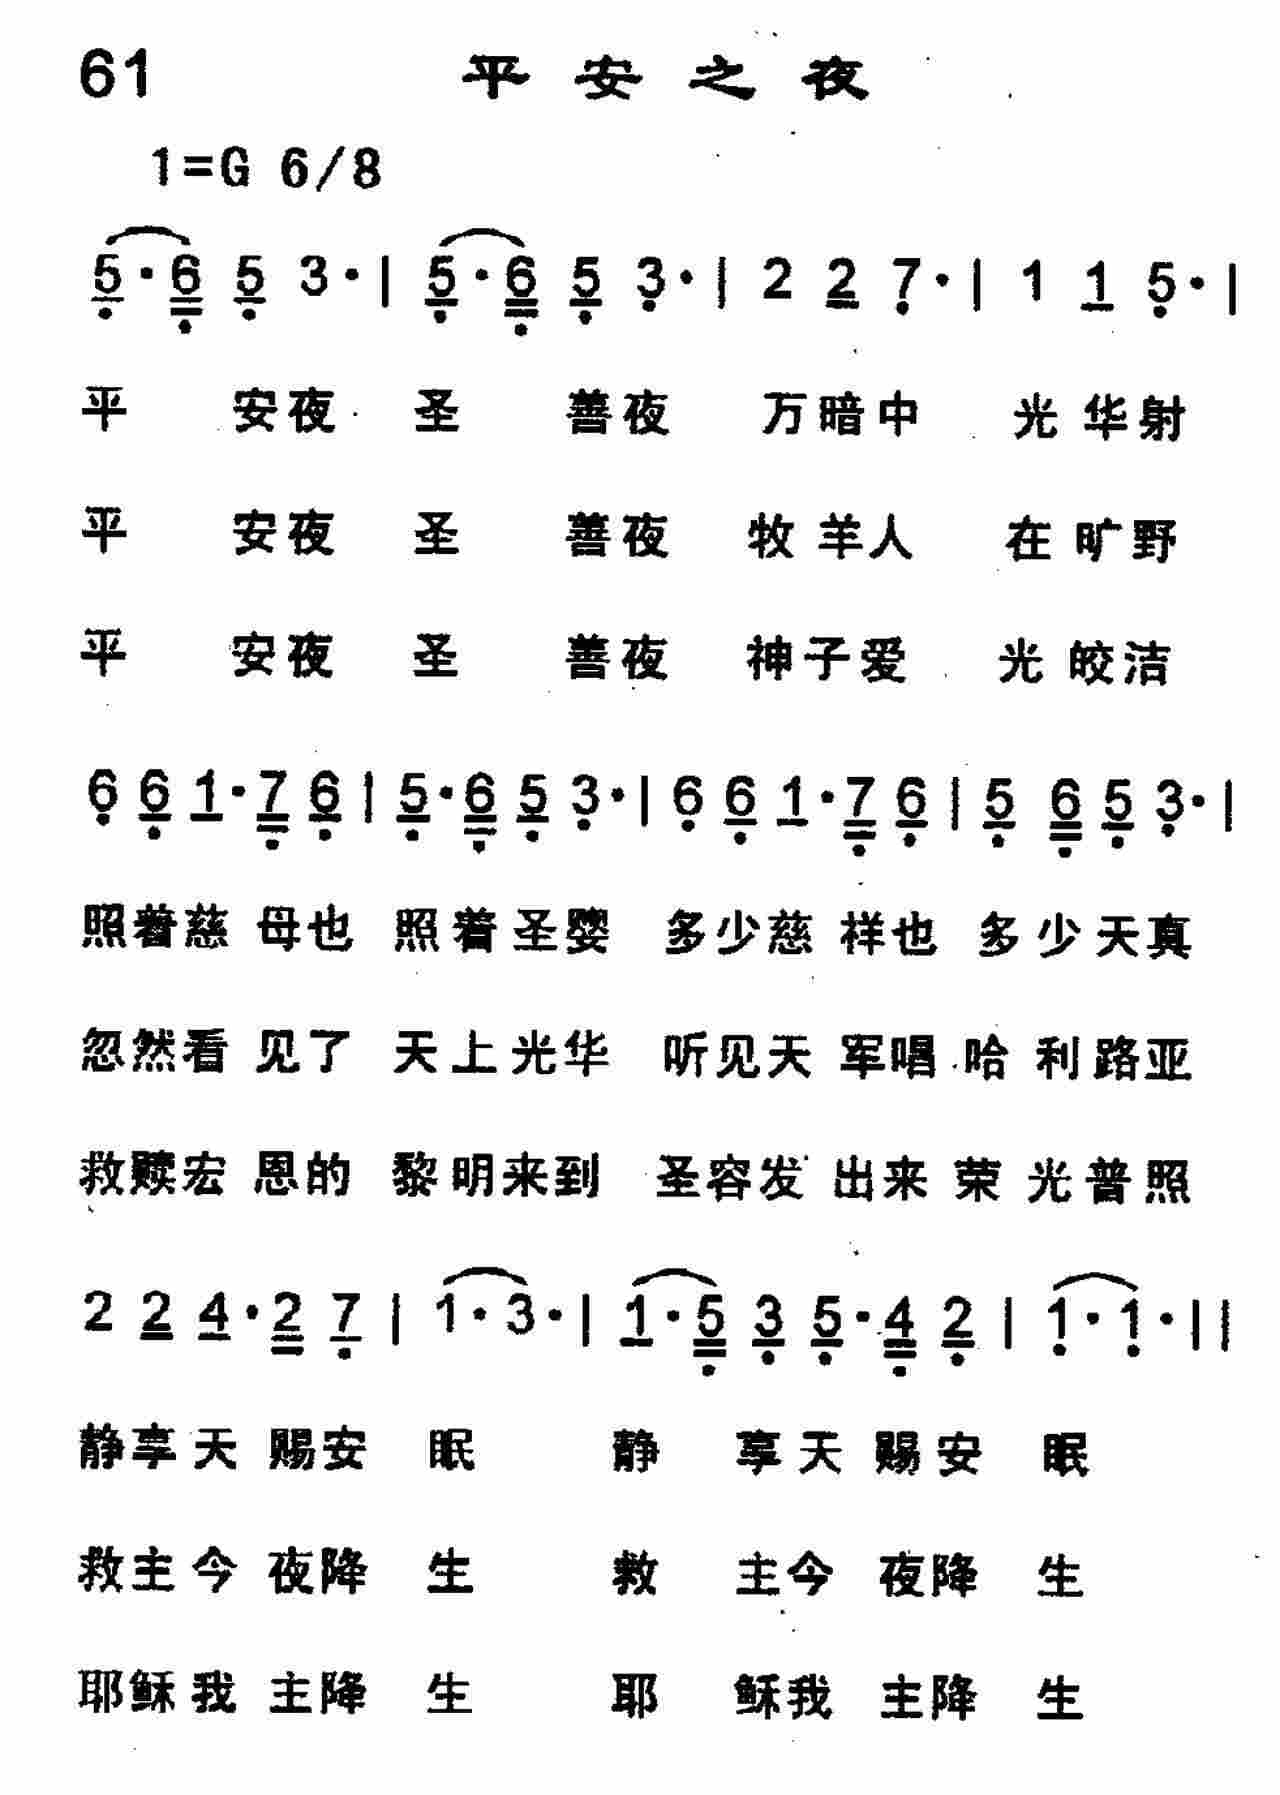 61 平安之夜
1=G 6/8
5·6 5 3·|5·6 5 3·|2 2 7·|1 1 5·|
平 安夜 圣 善夜 万暗中 光华射
平 安夜 圣 善夜 牧羊人 在旷野
平 安夜 圣 善夜 神子爱 光皎洁
6 6 1·7 6|5·6 5 3·|6 6 1·7 6|5 6 5 3·|
照着慈 母也 照着圣婴 多少慈 祥也 多少天真
忽然看 见了 天上光华 听见天 军唱 哈利路亚
救赎宏 恩的 黎明来到 圣容发 出来 荣光普照
2 2 4·2 7|1·3·|1·5 3 5·4 2|1·1·||
静享天 赐安 眠 静 享天 赐安 眠
救主今 夜降 生 救 主今 夜降 生
耶稣我 主降 生 耶 稣我 主降 生